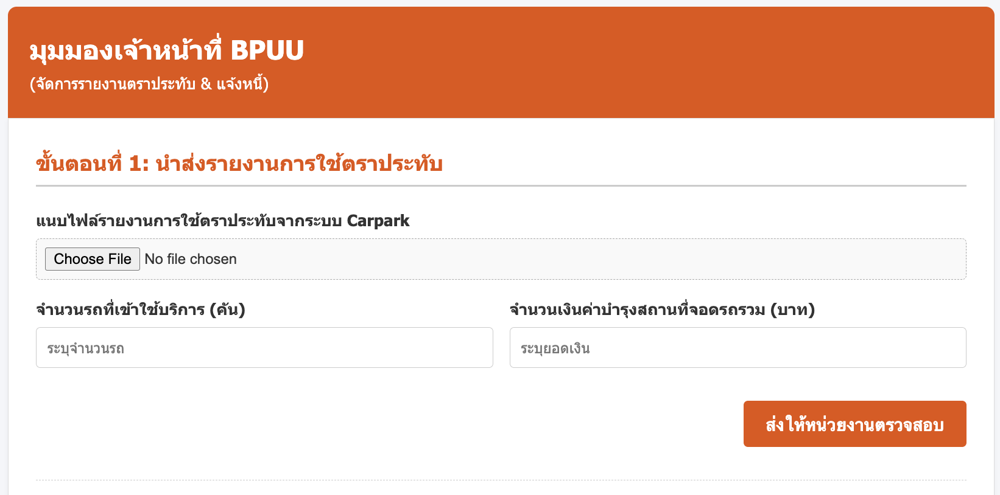 มุมมองเจ้าหน้าที่ BPUU
(จัดการรายงานตราประทับ & แจ้งหนี้)
ขั้นตอนที่ 1: นำส่งรายงานการใช้ตราประทับ
แนบไฟล์รายงานการใช้ตราประทับจากระบบ Carpark
Choose File No file chosen
จำนวนรถที่เข้าใช้บริการ (คัน)
ระบุจำนวนรถ
จำนวนเงินค่าบำรุงสถานที่จอดรถรวม (บาท)
ระบุยอดเงิน
ส่งให้หน่วยงานตรวจสอบ